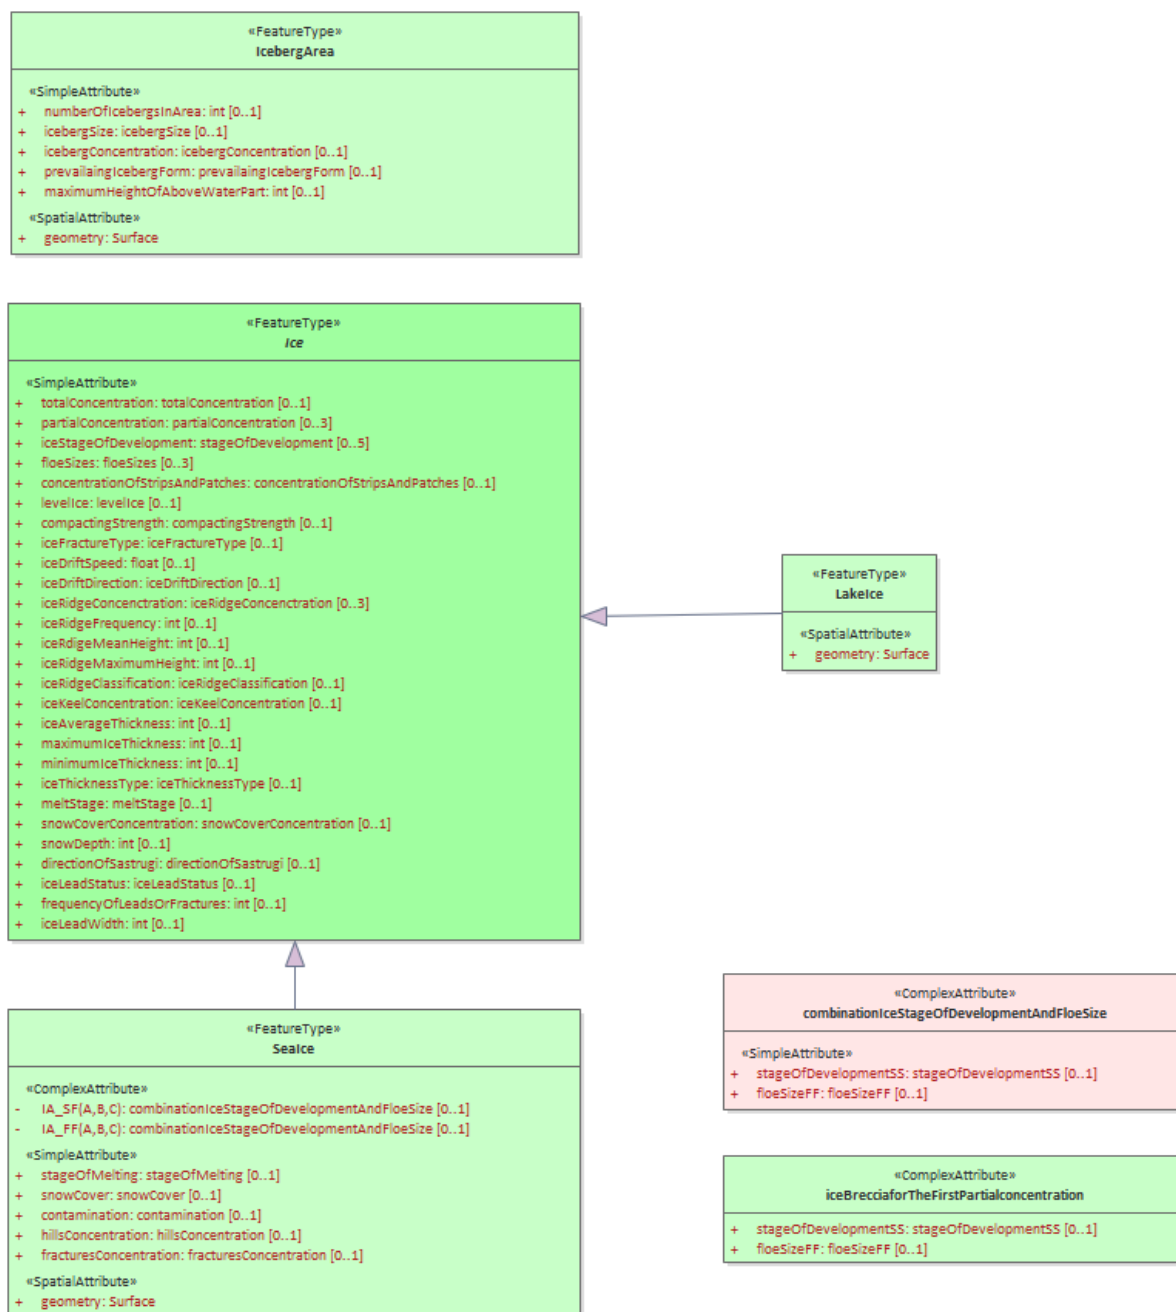 «FeatureType»
IcebergArea
«SimpleAttribute»
+ numberOfIcebergsInArea: int [0..1]
+ icebergSize: icebergSize [0..1]
+ icebergConcentration: icebergConcentration [0..1]
+ prevailaingIcebergForm: prevailaingIcebergForm [0..1]
+ maximumHeightOfAboveWaterPart: int [0..1]
«SpatialAttribute»
+ geometry: Surface
«FeatureType»
Ice
«SimpleAttribute»
+ totalConcentration: totalConcentration [0..1]
+ partialConcentration: partialConcentration [0..3]
+ iceStageOfDevelopment: stageOfDevelopment [0..5]
+ floeSizes: floeSizes [0..3]
+ concentrationOfStripsAndPatches: concentrationOfStripsAndPatches [0..1]
+ levelIce: levelIce [0..1]
+ compactingStrength: compactingStrength [0..1]
+ iceFractureType: iceFractureType [0..1]
+ iceDriftSpeed: float [0..1]
+ iceDriftDirection: iceDriftDirection [0..1]
+ iceRidgeConcenctration: iceRidgeConcenctration [0..3]
+ iceRidgeFrequency: int [0..1]
+ iceRdigeMeanHeight: int [0..1]
+ iceRidgeMaximumHeight: int [0..1]
+ iceRidgeClassification: iceRidgeClassification [0..1]
+ iceKeelConcentration: iceKeelConcentration [0..1]
+ iceAverageThickness: int [0..1]
+ maximumIceThickness: int [0..1]
+ minimumIceThickness: int [0..1]
+ iceThicknessType: iceThicknessType [0..1]
+ meltStage: meltStage [0..1]
+ snowCoverConcentration: snowCoverConcentration [0..1]
+ snowDepth: int [0..1]
+ directionOfSastrugi: directionOfSastrugi [0..1]
+ iceLeadStatus: iceLeadStatus [0..1]
+ frequencyOfLeadsOrFractures: int [0..1]
+ iceLeadWidth: int [0..1]
«FeatureType»
LakeIce
«SpatialAttribute»
+ geometry: Surface
«FeatureType»
SeaIce
«ComplexAttribute»
- IA_SF(A,B,C): combinationIceStageOfDevelopmentAndFloeSize [0..1]
- IA_FF(A,B,C): combinationIceStageOfDevelopmentAndFloeSize [0..1]
«SimpleAttribute»
+ stageOfMelting: stageOfMelting [0..1]
+ snowCover: snowCover [0..1]
+ contamination: contamination [0..1]
+ hillsConcentration: hillsConcentration [0..1]
+ fracturesConcentration: fracturesConcentration [0..1]
«SpatialAttribute»
+ geometry: Surface
«ComplexAttribute»
combinationIceStageOfDevelopmentAndFloeSize
«SimpleAttribute»
+ stageOfDevelopmentSS: stageOfDevelopmentSS [0..1]
+ floeSizeFF: floeSizeFF [0..1]
«ComplexAttribute»
iceBrecciaforTheFirstPartialconcentration
+ stageOfDevelopmentSS: stageOfDevelopmentSS [0..1]
+ floeSizeFF: floeSizeFF [0..1]